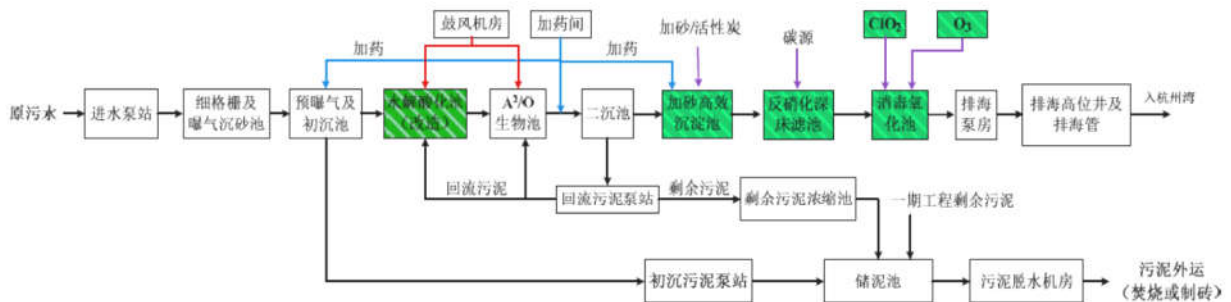 鼓风机房
加药间
加砂/活性炭
碳源
ClO₂
O₃
加药
加药
原污水
进水泵站
细格栅及
曝气沉砂池
预曝气及
初沉池
水解酸化池
(改造)
A²/O
生物池
二沉池
加砂高效
沉淀池
反硝化深
床滤池
消毒氧
化池
排海
泵房
排海高位井及
排海管
入杭州湾
回流污泥
回流污泥泵站
剩余污泥
剩余污泥浓缩池
一期工程剩余污泥
初沉污泥泵站
储泥池
污泥脱水机房
污泥外运
（焚烧或制砖）